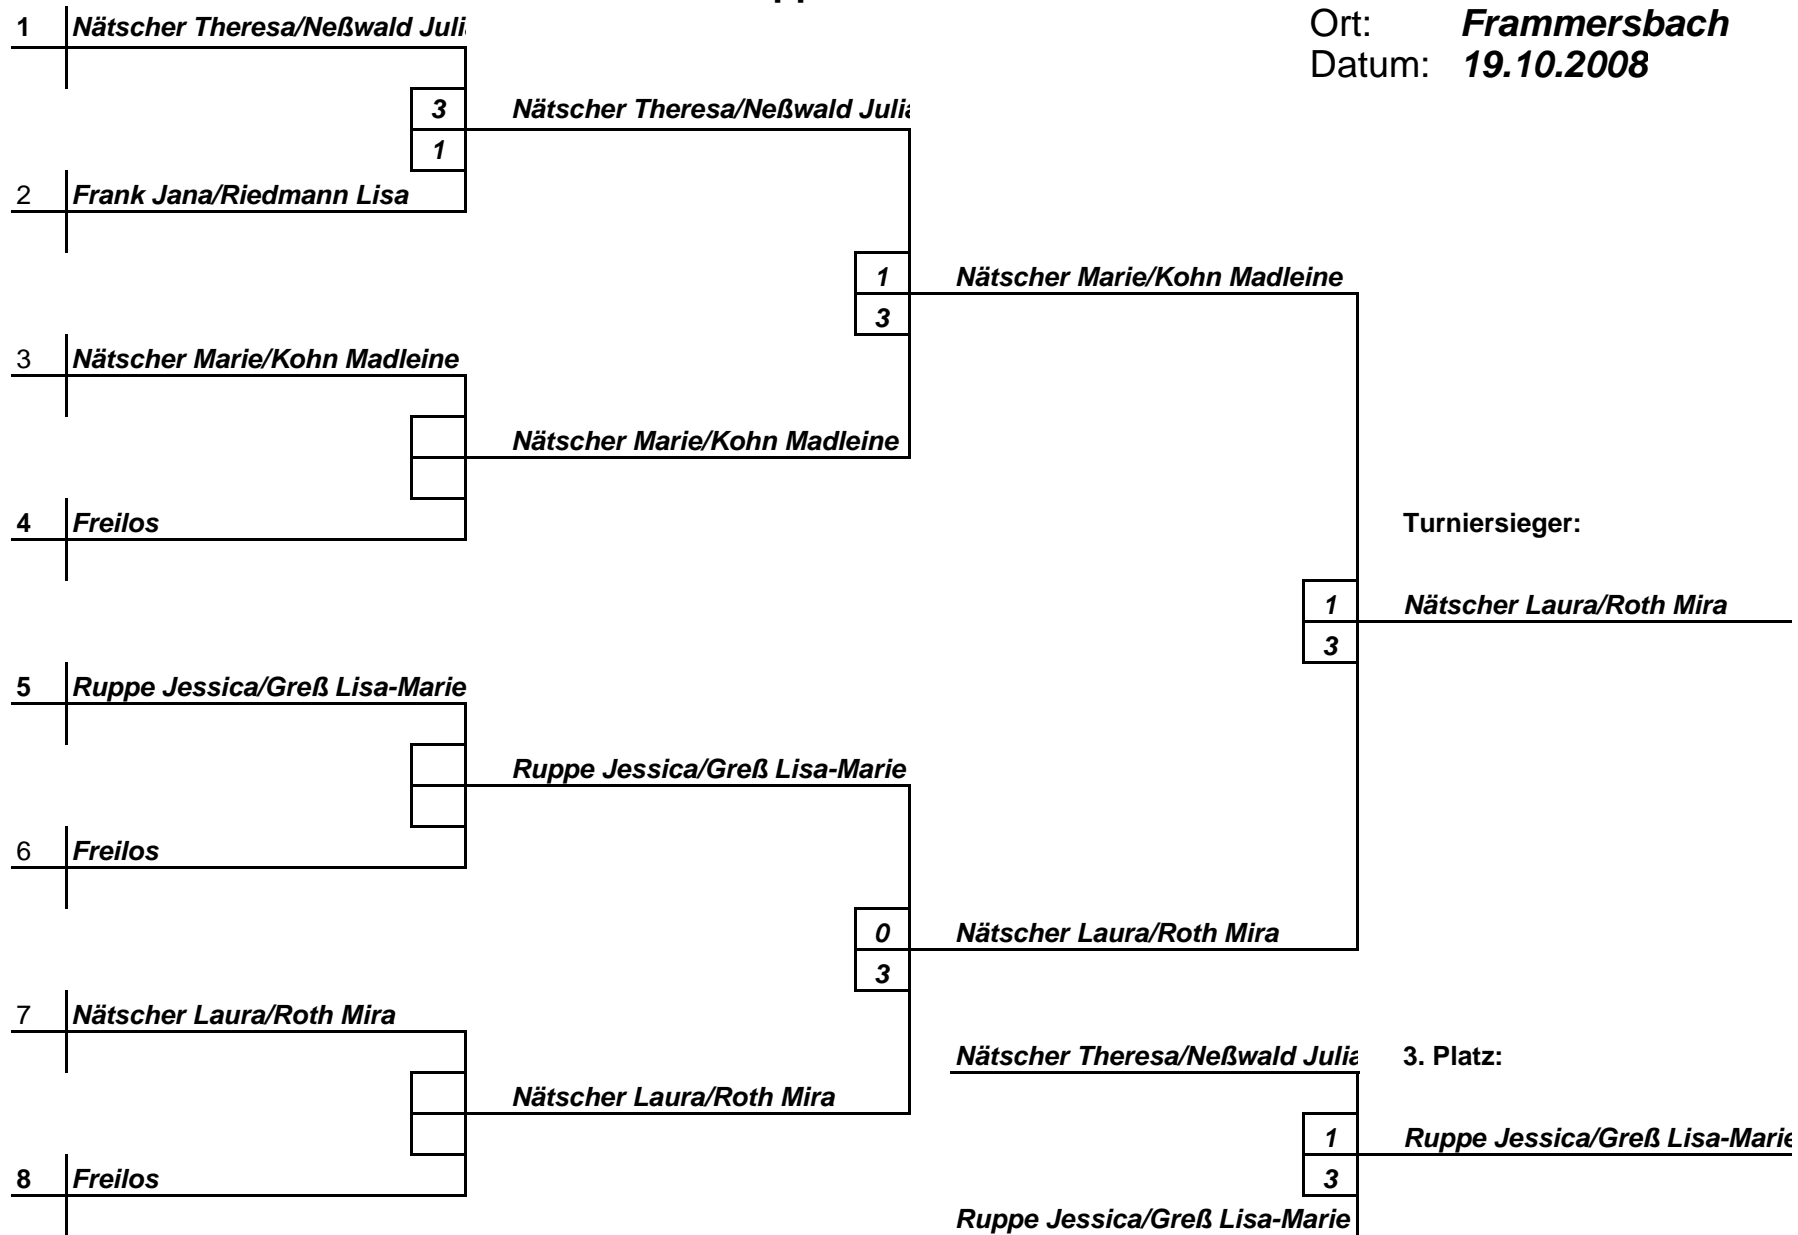 Ort: Frammersbach
Datum: 19.10.2008
1 Nätscher Theresa/Neßwald Juli
3 Nätscher Theresa/Neßwald Julia
1
2 Frank Jana/Riedmann Lisa
1 Nätscher Marie/Kohn Madleine
3
3 Nätscher Marie/Kohn Madleine
Nätscher Marie/Kohn Madleine
4 Freilos
Turniersieger:
1 Nätscher Laura/Roth Mira
3
5 Ruppe Jessica/Greß Lisa-Marie
Ruppe Jessica/Greß Lisa-Marie
6 Freilos
0 Nätscher Laura/Roth Mira
3
7 Nätscher Laura/Roth Mira
Nätscher Theresa/Neßwald Julia 3. Platz:
Nätscher Laura/Roth Mira
1 Ruppe Jessica/Greß Lisa-Marie
3
8 Freilos
Ruppe Jessica/Greß Lisa-Marie